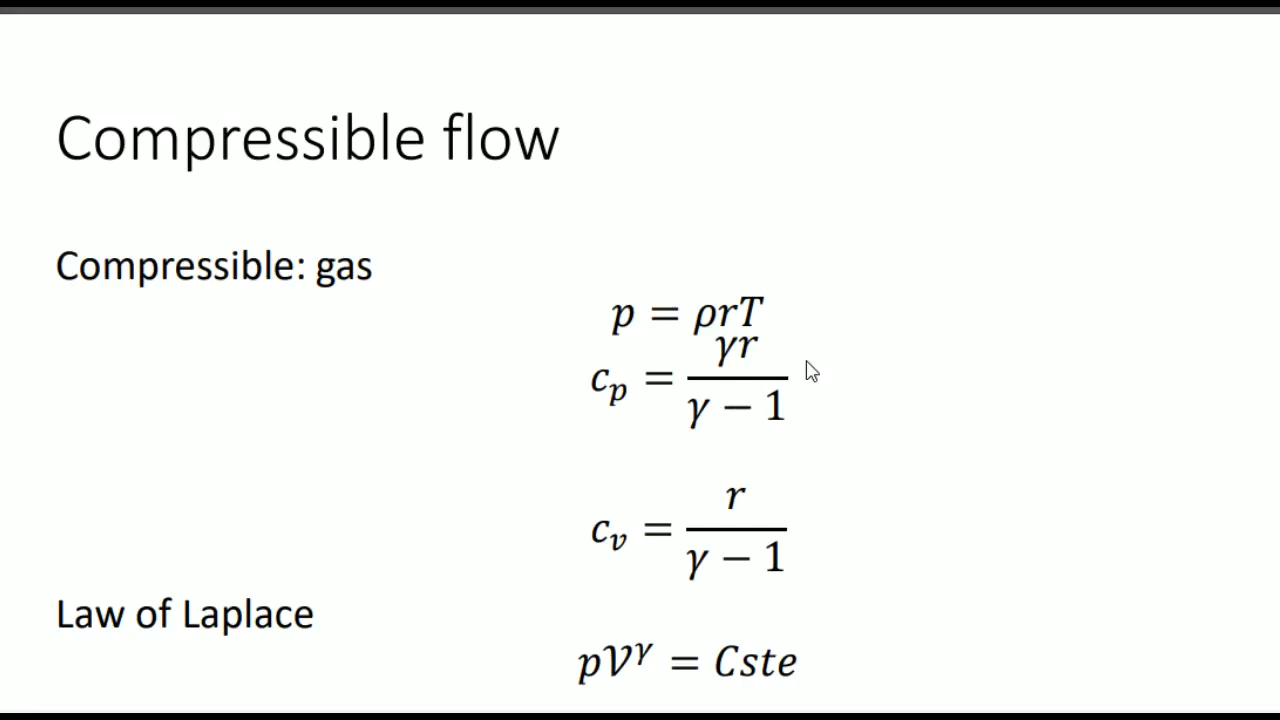 Compressible flow
Compressible: gas
p = ρrT
c_p = γr / (γ − 1)
c_v = r / (γ − 1)
Law of Laplace
p𝒱^γ = Cste